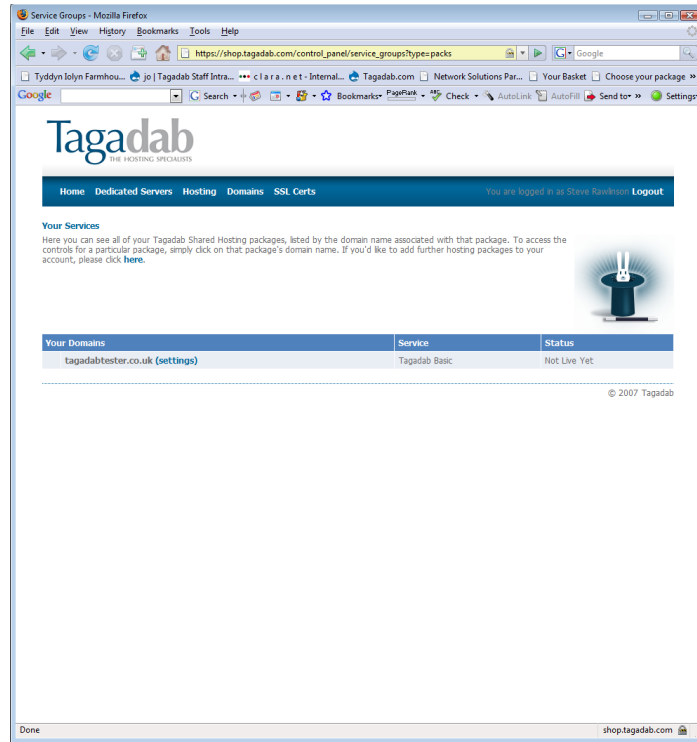 Service Groups - Mozilla Firefox
File Edit View History Bookmarks Tools Help
https://shop.tagadab.com/control_panel/service_groups?type=packs
G Google
Tyddyn Iolyn Farmhou... jo | Tagadab Staff Intra... c l a r a . n e t - Internal... Tagadab.com Network Solutions Par... Your Basket Choose your package »
Google G Search Bookmarks PageRank Check AutoLink AutoFill Send to » Settings
Tagadab
THE HOSTING SPECIALISTS
Home Dedicated Servers Hosting Domains SSL Certs You are logged in as Steve Rawlinson Logout
Your Services
Here you can see all of your Tagadab Shared Hosting packages, listed by the domain name associated with that package. To access the
controls for a particular package, simply click on that package's domain name. If you'd like to add further hosting packages to your
account, please click here.
Your Domains Service Status
tagadabtester.co.uk (settings) Tagadab Basic Not Live Yet
© 2007 Tagadab
Done shop.tagadab.com